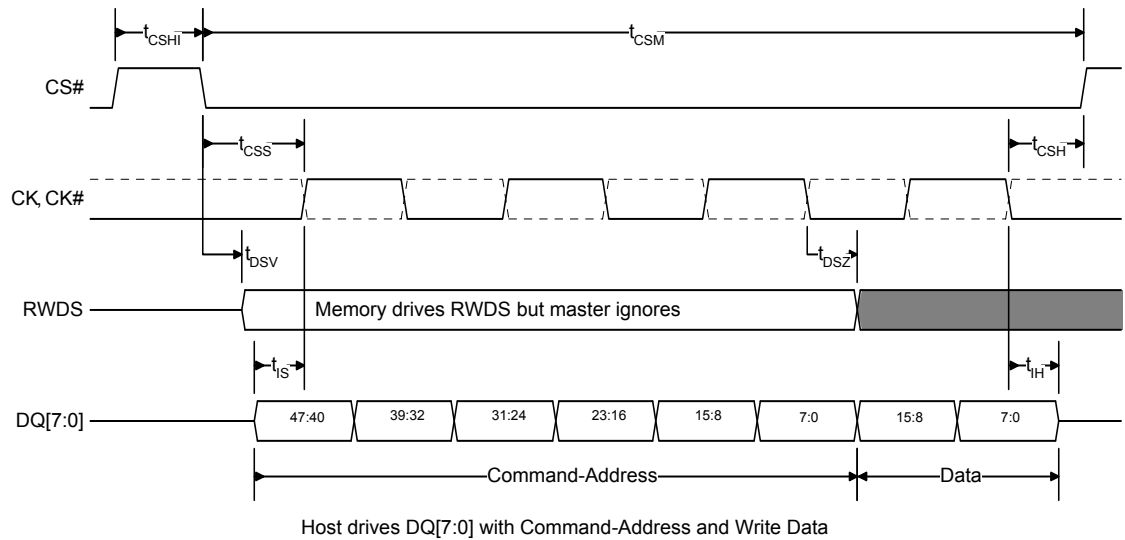 tCSHI tCSM
CS#
tCSS tCSH
CK, CK#
tDSV tDSZ
RWDS Memory drives RWDS but master ignores
tIS tIH
DQ[7:0] 47:40 39:32 31:24 23:16 15:8 7:0 15:8 7:0
Command-Address Data
Host drives DQ[7:0] with Command-Address and Write Data